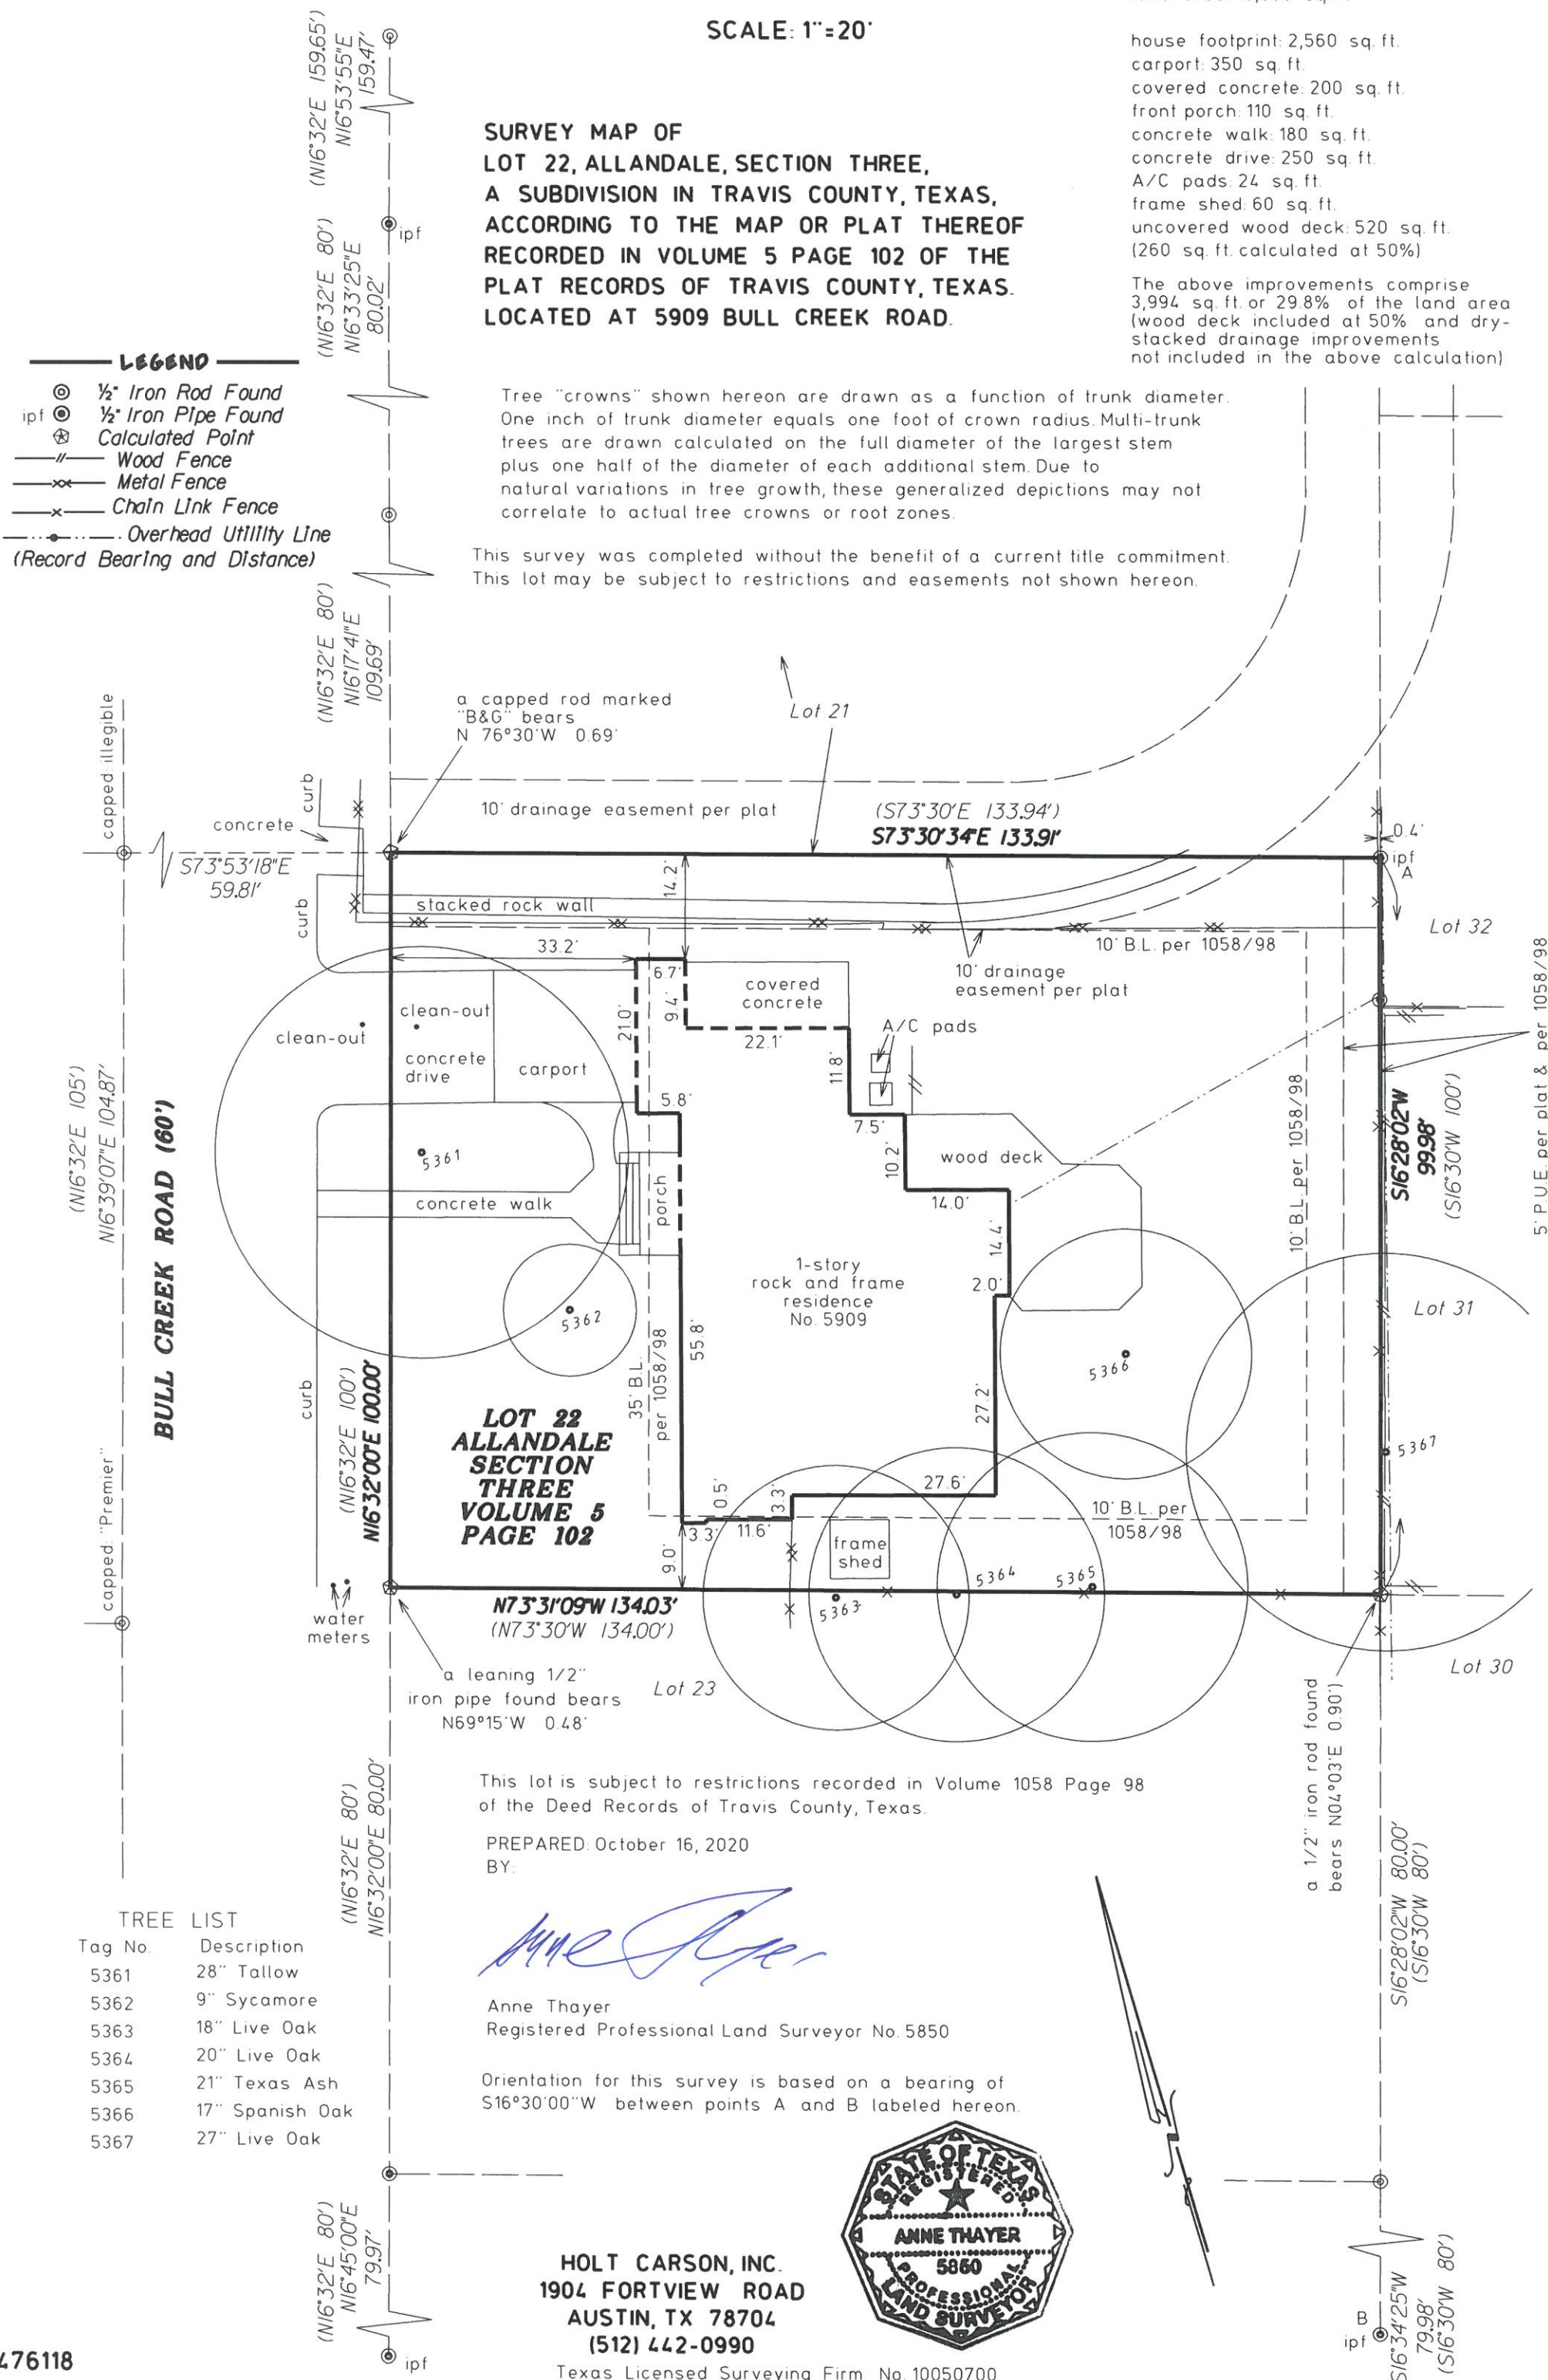 SCALE: 1"=20'
house footprint: 2,560 sq. ft.
carport: 350 sq. ft.
covered concrete: 200 sq. ft.
front porch: 110 sq. ft.
concrete walk: 180 sq. ft.
concrete drive: 250 sq. ft.
A/C pads: 24 sq. ft.
frame shed: 60 sq. ft.
uncovered wood deck: 520 sq. ft.
(260 sq. ft. calculated at 50%)
The above improvements comprise
3,994 sq. ft. or 29.8% of the land area
(wood deck included at 50% and dry-
stacked drainage improvements
not included in the above calculation)
SURVEY MAP OF
LOT 22, ALLANDALE, SECTION THREE,
A SUBDIVISION IN TRAVIS COUNTY, TEXAS,
ACCORDING TO THE MAP OR PLAT THEREOF
RECORDED IN VOLUME 5 PAGE 102 OF THE
PLAT RECORDS OF TRAVIS COUNTY, TEXAS.
LOCATED AT 5909 BULL CREEK ROAD.
(N16°32'E 159.65')
N16°53'55"E
159.47'
ipf
(N16°32'E 80')
N16°33'25"E
80.02'
LEGEND
1/2" Iron Rod Found
ipf 1/2" Iron Pipe Found
Calculated Point
Wood Fence
Metal Fence
Chain Link Fence
Overhead Utillity Line
(Record Bearing and Distance)
Tree "crowns" shown hereon are drawn as a function of trunk diameter.
One inch of trunk diameter equals one foot of crown radius. Multi-trunk
trees are drawn calculated on the full diameter of the largest stem
plus one half of the diameter of each additional stem. Due to
natural variations in tree growth, these generalized depictions may not
correlate to actual tree crowns or root zones.
This survey was completed without the benefit of a current title commitment.
This lot may be subject to restrictions and easements not shown hereon.
(N16°32'E 80')
N16°17'41"E
109.69'
a capped rod marked
"B&G" bears
N 76°30'W 0.69'
Lot 21
capped illegible
curb
concrete
10' drainage easement per plat
(S73°30'E 133.94')
S73°30'34"E 133.91'
0.4'
ipf
A
S73°53'18"E
59.81'
curb
stacked rock wall
14.2'
Lot 32
10' B.L. per 1058/98
33.2'
6.7'
10' drainage
easement per plat
covered
concrete
9.4'
21.0'
22.1'
clean-out
clean-out
concrete
drive
carport
A/C pads
11.8'
5.8'
7.5'
5' P.U.E. per plat & per 1058/98
(N16°32'E 105')
N16°39'07"E 104.87'
BULL CREEK ROAD (60')
10' B.L. per 1058/98
S16°28'02"W
99.98'
(S16°30'W 100')
5361
wood deck
10.2'
14.0'
concrete walk
porch
14.4'
1-story
rock and frame
residence
No. 5909
2.0'
Lot 31
5362
55.8'
35' B.L.
per 1058/98
5366
27.2'
curb
(N16°32'E 100')
N16°32'00"E 100.00'
LOT 22
ALLANDALE
SECTION
THREE
VOLUME 5
PAGE 102
5367
27.6'
0.5'
3.3'
3.3'
11.6'
9.0'
10' B.L. per
1058/98
frame
shed
capped: "Premier"
5363
5364
5365
water
meters
N73°31'09"W 134.03'
(N73°30'W 134.00')
a leaning 1/2"
iron pipe found bears
N69°15'W 0.48'
Lot 23
Lot 30
a 1/2" iron rod found
bears N04°03'E 0.90')
This lot is subject to restrictions recorded in Volume 1058 Page 98
of the Deed Records of Travis County, Texas.
(N16°32'E 80')
N16°32'00"E 80.00'
PREPARED: October 16, 2020
BY:
S16°28'02"W 80.00'
(S16°30'W 80')
Anne Thayer
Anne Thayer
Registered Professional Land Surveyor No. 5850
TREE LIST
Tag No. Description
5361 28" Tallow
5362 9" Sycamore
5363 18" Live Oak
5364 20" Live Oak
5365 21" Texas Ash
5366 17" Spanish Oak
5367 27" Live Oak
Orientation for this survey is based on a bearing of
S16°30'00"W between points A and B labeled hereon.
STATE OF TEXAS
REGISTERED
ANNE THAYER
5850
PROFESSIONAL
LAND SURVEYOR
(N16°32'E 80')
N16°45'00"E
79.97'
ipf
HOLT CARSON, INC.
1904 FORTVIEW ROAD
AUSTIN, TX 78704
(512) 442-0990
Texas Licensed Surveying Firm No. 10050700
B
ipf
S16°34'25"W
79.98'
(S16°30'W 80')
476118